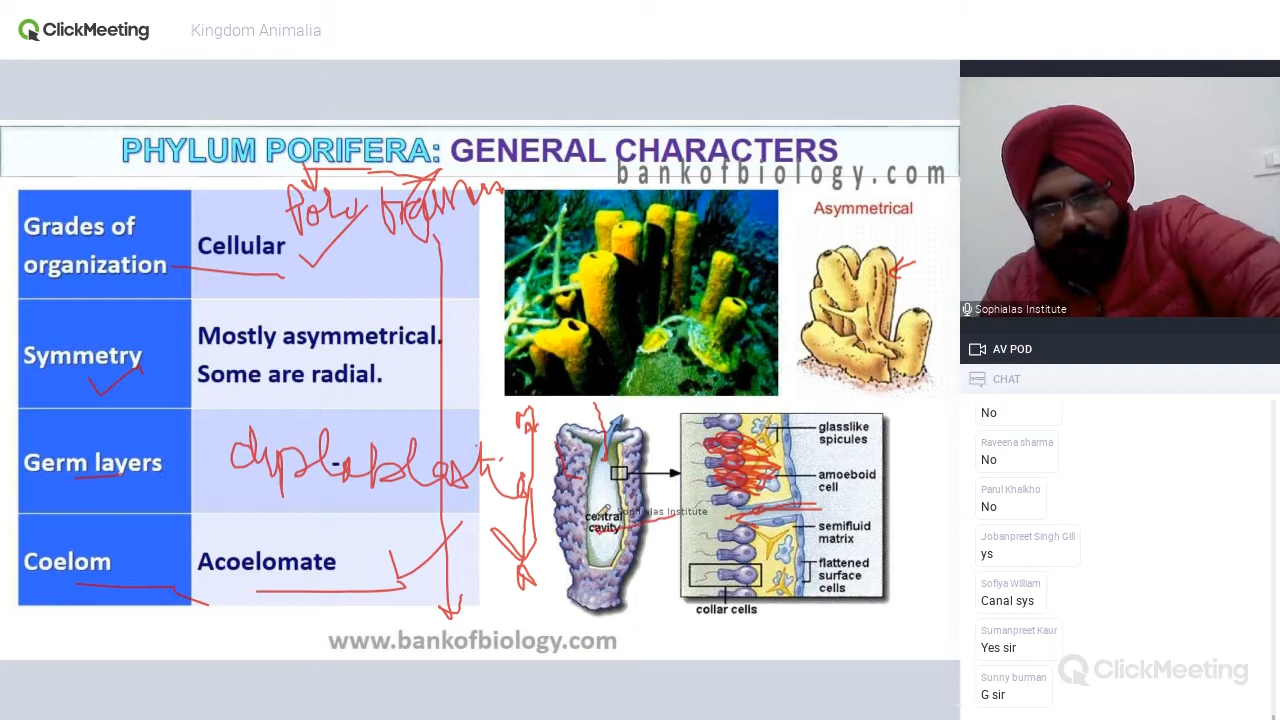 ClickMeeting
Kingdom Animalia
PHYLUM PORIFERA: GENERAL CHARACTERS
bankofbiology.com
Grades of
organization
Cellular
Symmetry
Mostly asymmetrical.
Some are radial.
Germ layers
Coelom
Acoelomate
www.bankofbiology.com
Asymmetrical
central
cavity
Sophialas Institute
glasslike
spicules
amoeboid
cell
semifluid
matrix
flattened
surface
cells
collar cells
Sophialas Institute
AV POD
CHAT
No
Raveena sharma
No
Parul Khalkho
No
Jobanpreet Singh Gill
ys
Sofiya William
Canal sys
Sumanpreet Kaur
Yes sir
Sunny burman
G sir
ClickMeeting